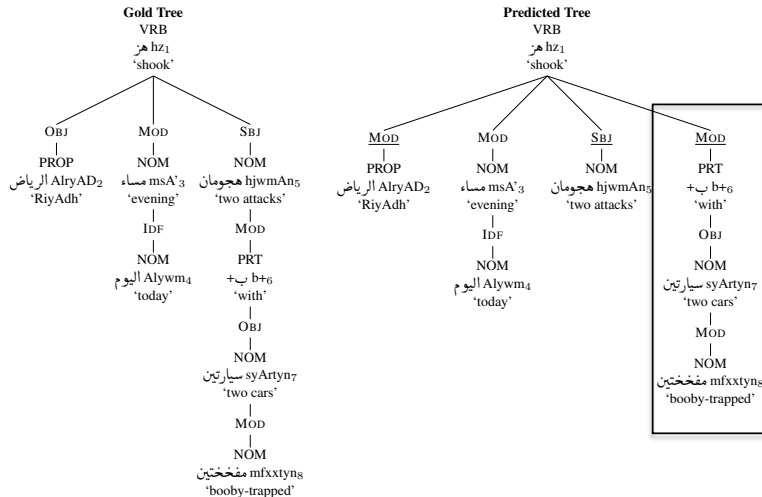 Gold Tree
VRB
هز hz1
‘shook’
OBJ MOD SBJ
PROP NOM NOM
الرياض AlryAD2 مساء msA'3 هجومان hjwmAn5
‘RiyAdh’ ‘evening’ ‘two attacks’
IDF MOD
NOM PRT
اليوم Alywm4 +ب b+6
‘today’ ‘with’
OBJ
NOM
سيارتين syArtyn7
‘two cars’
MOD
NOM
مفخختين mfxxtyn8
‘booby-trapped’
Predicted Tree
VRB
هز hz1
‘shook’
MOD MOD SBJ MOD
PROP NOM NOM PRT
الرياض AlryAD2 مساء msA'3 هجومان hjwmAn5 +ب b+6
‘RiyAdh’ ‘evening’ ‘two attacks’ ‘with’
IDF OBJ
NOM NOM
اليوم Alywm4 سيارتين syArtyn7
‘today’ ‘two cars’
MOD
NOM
مفخختين mfxxtyn8
‘booby-trapped’